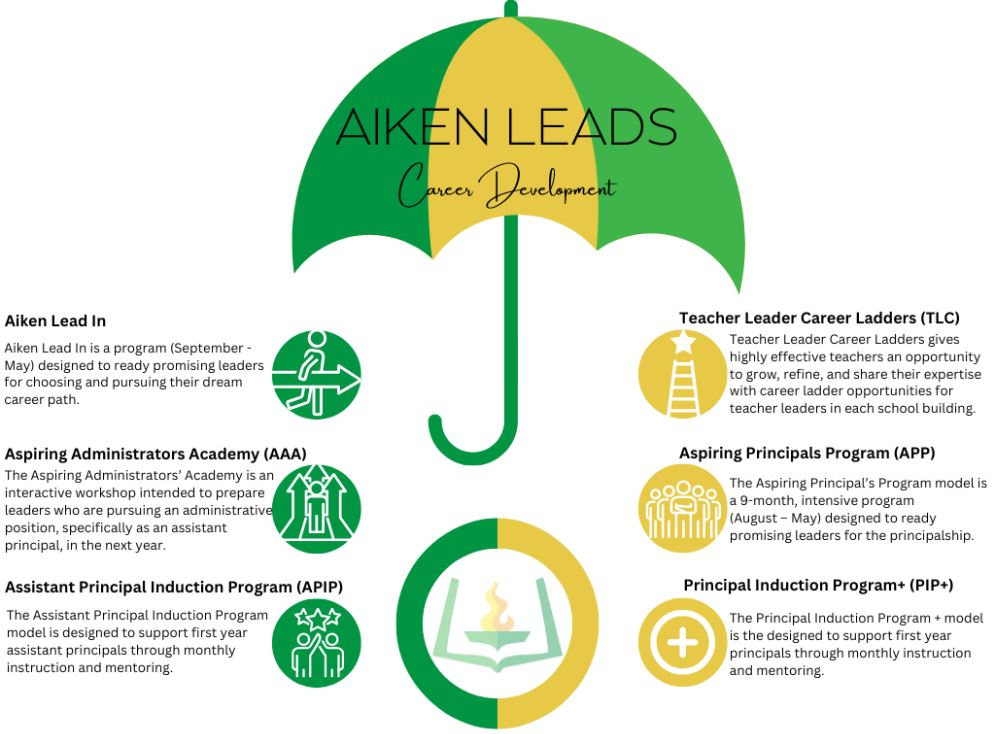 AIKEN LEADS
Career Development
Aiken Lead In
Aiken Lead In is a program (September -
May) designed to ready promising leaders
for choosing and pursuing their dream
career path.
Teacher Leader Career Ladders (TLC)
Teacher Leader Career Ladders gives
highly effective teachers an opportunity
to grow, refine, and share their expertise
with career ladder opportunities for
teacher leaders in each school building.
Aspiring Administrators Academy (AAA)
The Aspiring Administrators’ Academy is an
interactive workshop intended to prepare
leaders who are pursuing an administrative
position, specifically as an assistant
principal, in the next year.
Aspiring Principals Program (APP)
The Aspiring Principal’s Program model is
a 9-month, intensive program
(August – May) designed to ready
promising leaders for the principalship.
Assistant Principal Induction Program (APIP)
The Assistant Principal Induction Program
model is designed to support first year
assistant principals through monthly
instruction and mentoring.
Principal Induction Program+ (PIP+)
The Principal Induction Program + model
is the designed to support first year
principals through monthly instruction
and mentoring.